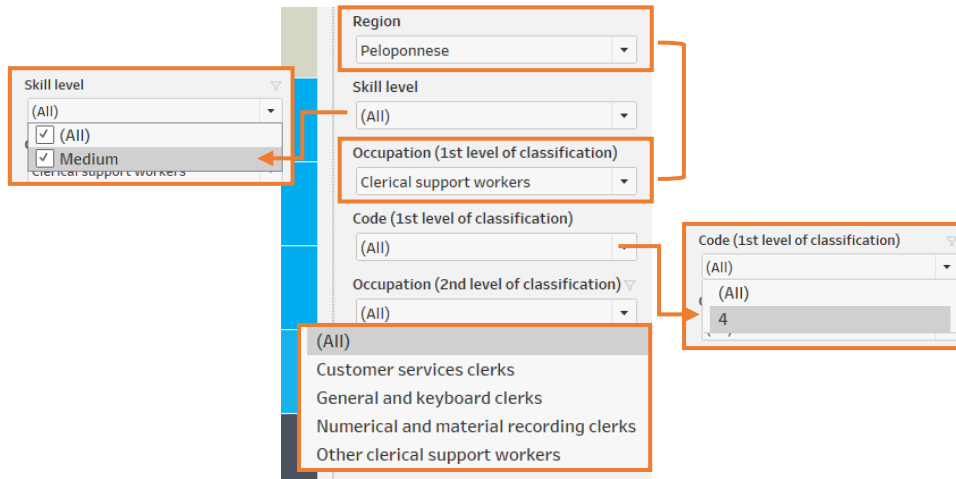 Region
Peloponnese
Skill level
(All)
Occupation (1st level of classification)
Clerical support workers
Code (1st level of classification)
(All)
Occupation (2nd level of classification)
(All)
(All)
Customer services clerks
General and keyboard clerks
Numerical and material recording clerks
Other clerical support workers
Skill level
(All)
(All)
Medium
Clerical support workers
Code (1st level of classification)
(All)
(All)
4